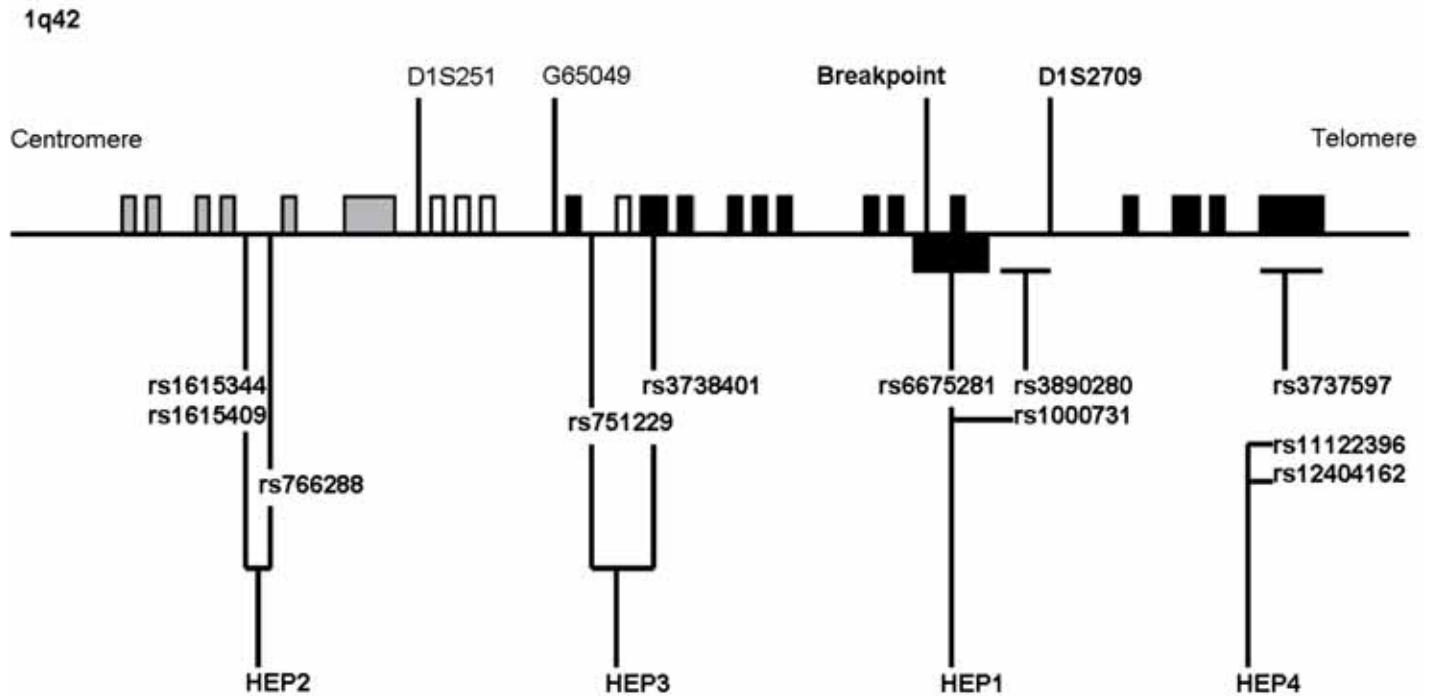 1q42
D1S251 G65049 Breakpoint D1S2709
Centromere Telomere
rs1615344 rs3738401 rs6675281 rs3890280 rs3737597
rs1615409 rs751229 rs1000731
rs11122396
rs766288 rs12404162
HEP2 HEP3 HEP1 HEP4